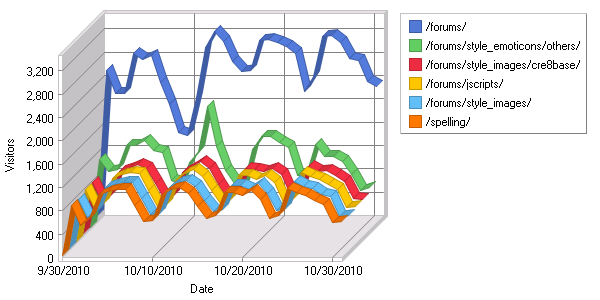 /forums/
/forums/style_emoticons/others/
/forums/style_images/cre8base/
/forums/jscripts/
/forums/style_images/
/spelling/
Visitors
3,200
2,800
2,400
2,000
1,600
1,200
800
400
0
9/30/2010 10/10/2010 10/20/2010 10/30/2010
Date